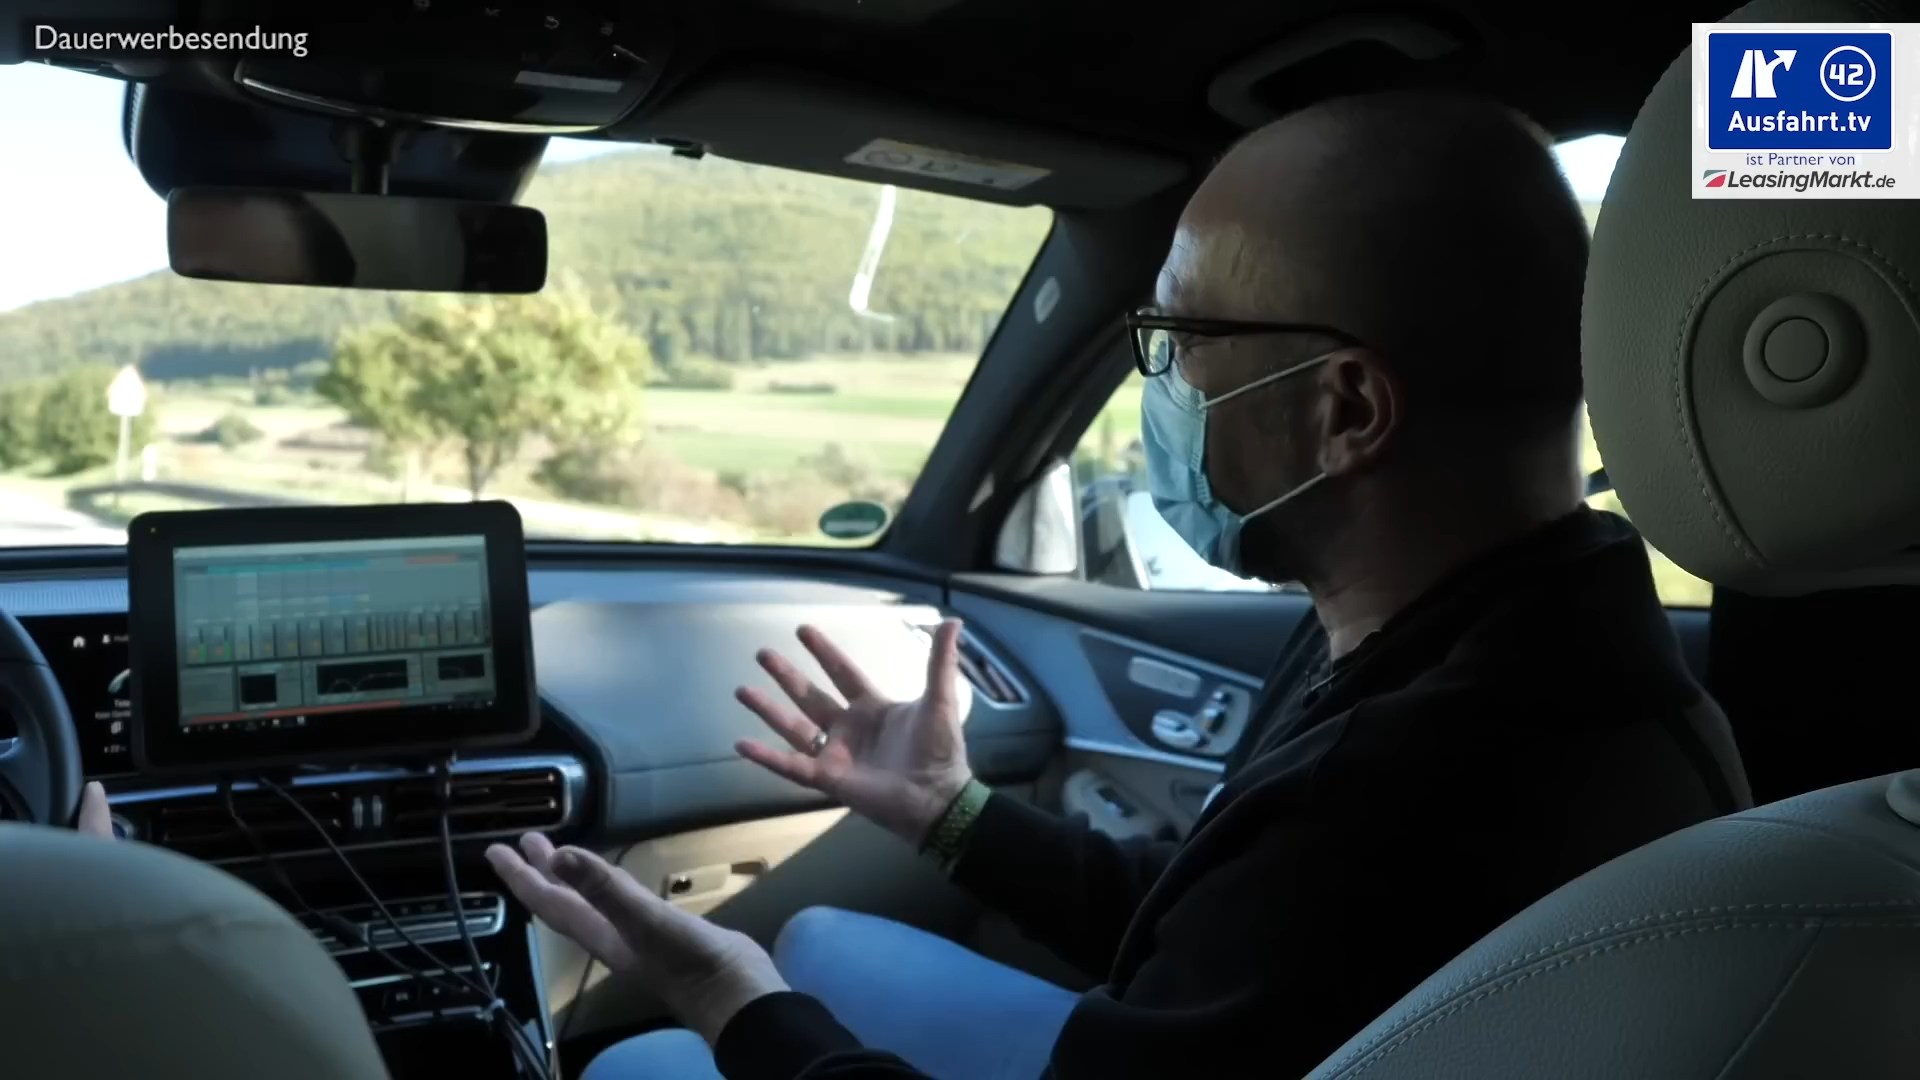 Dauerwerbesendung
42
Ausfahrt.tv
ist Partner von
LeasingMarkt.de